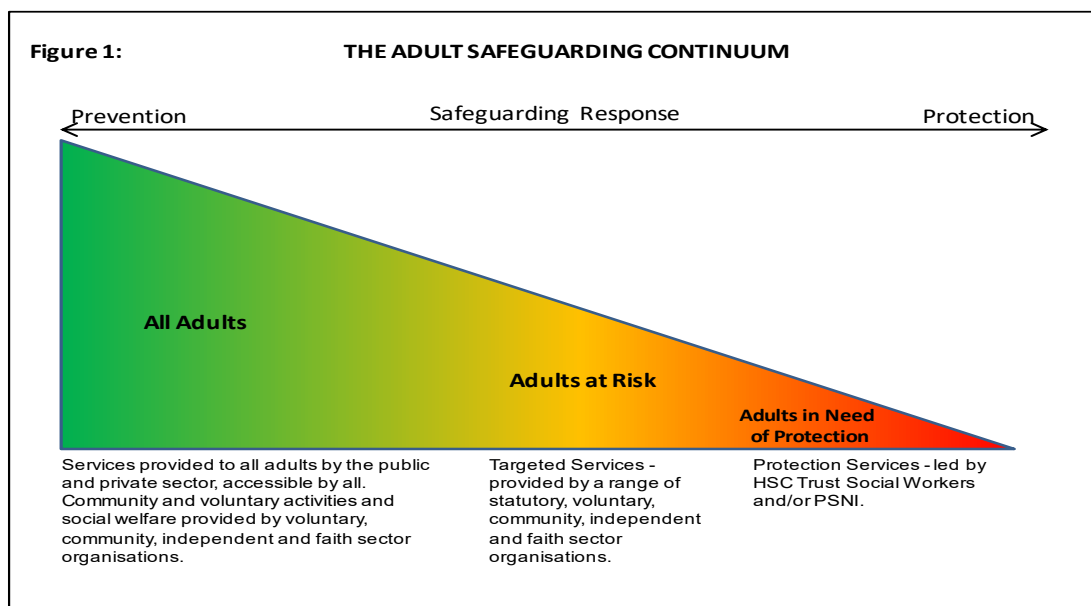 Figure 1: THE ADULT SAFEGUARDING CONTINUUM
Prevention Safeguarding Response Protection
All Adults
Adults at Risk
Adults in Need
of Protection
Services provided to all adults by the public
and private sector, accessible by all.
Community and voluntary activities and
social welfare provided by voluntary,
community, independent and faith sector
organisations.
Targeted Services -
provided by a range of
statutory, voluntary,
community, independent
and faith sector
organisations.
Protection Services - led by
HSC Trust Social Workers
and/or PSNI.